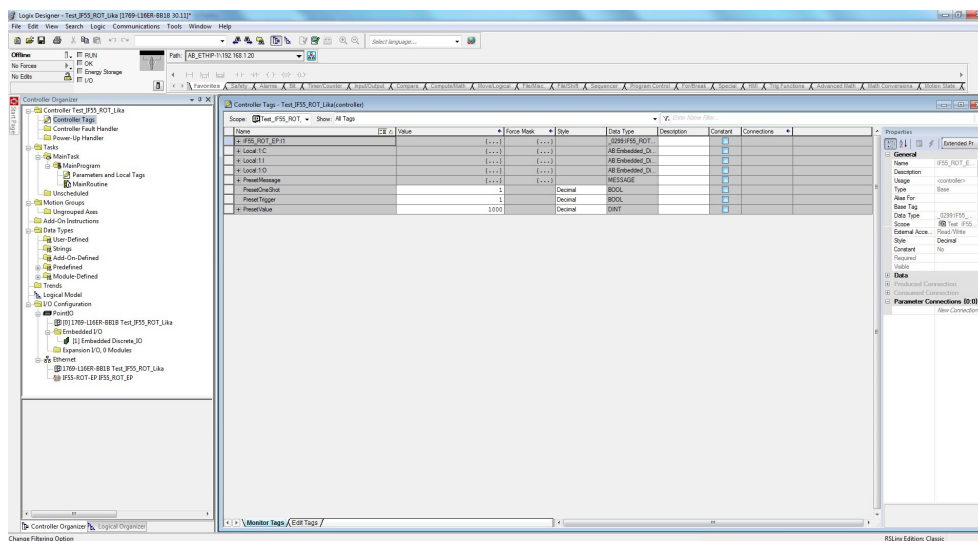 Logix Designer - Test_IF55_ROT_Lika [1769-L16ER-BB1B 30.11]*
File Edit View Search Logic Communications Tools Window Help
Select language...
Offline
RUN
No Forces
OK
Energy Storage
No Edits
I/O
Path: AB_ETHIP-1\192.168.1.20
Favorites Safety Alarms Bit Timer/Counter Input/Output Compare Compute/Math Move/Logical File/Misc. File/Shift Sequencer Program Control For/Break Special HMI Trig Functions Advanced Math Math Conversions Motion State
Start Page
Controller Organizer
Controller Test_IF55_ROT_Lika
Controller Tags
Controller Fault Handler
Power-Up Handler
Tasks
MainTask
MainProgram
Parameters and Local Tags
MainRoutine
Unscheduled
Motion Groups
Ungrouped Axes
Add-On Instructions
Data Types
User-Defined
Strings
Add-On-Defined
Predefined
Module-Defined
Trends
Logical Model
I/O Configuration
PointIO
[0] 1769-L16ER-BB1B Test_IF55_ROT_Lika
Embedded I/O
[1] Embedded Discrete_IO
Expansion I/O, 0 Modules
Ethernet
1769-L16ER-BB1B Test_IF55_ROT_Lika
IF55-ROT-EP IF55_ROT_EP
Controller Organizer Logical Organizer
Controller Tags - Test_IF55_ROT_Lika(controller)
Scope: Test_IF55_ROT_ Show: All Tags Enter Name Filter...
Name Value Force Mask Style Data Type Description Constant Connections
+ IF55_ROT_EP:I1 {...} {...} _0299:IF55_ROT...
+ Local:1:C {...} {...} AB:Embedded_Di...
+ Local:1:I {...} {...} AB:Embedded_Di...
+ Local:1:O {...} {...} AB:Embedded_Di...
+ PresetMessage {...} {...} MESSAGE
PresetOneShot 1 Decimal BOOL
PresetTrigger 1 Decimal BOOL
+ PresetValue 1000 Decimal DINT
Monitor Tags Edit Tags
Properties
Extended Pr
General
Name IF55_ROT_E...
Description
Usage <controller>
Type Base
Alias For
Base Tag
Data Type _0299:IF55_...
Scope Test_IF55...
External Acce... Read/Write
Style Decimal
Constant No
Required
Visible
Data
Produced Connection
Consumed Connection
Parameter Connections {0:0}
New Connection
Change Filtering Option
RSLinx Edition: Classic